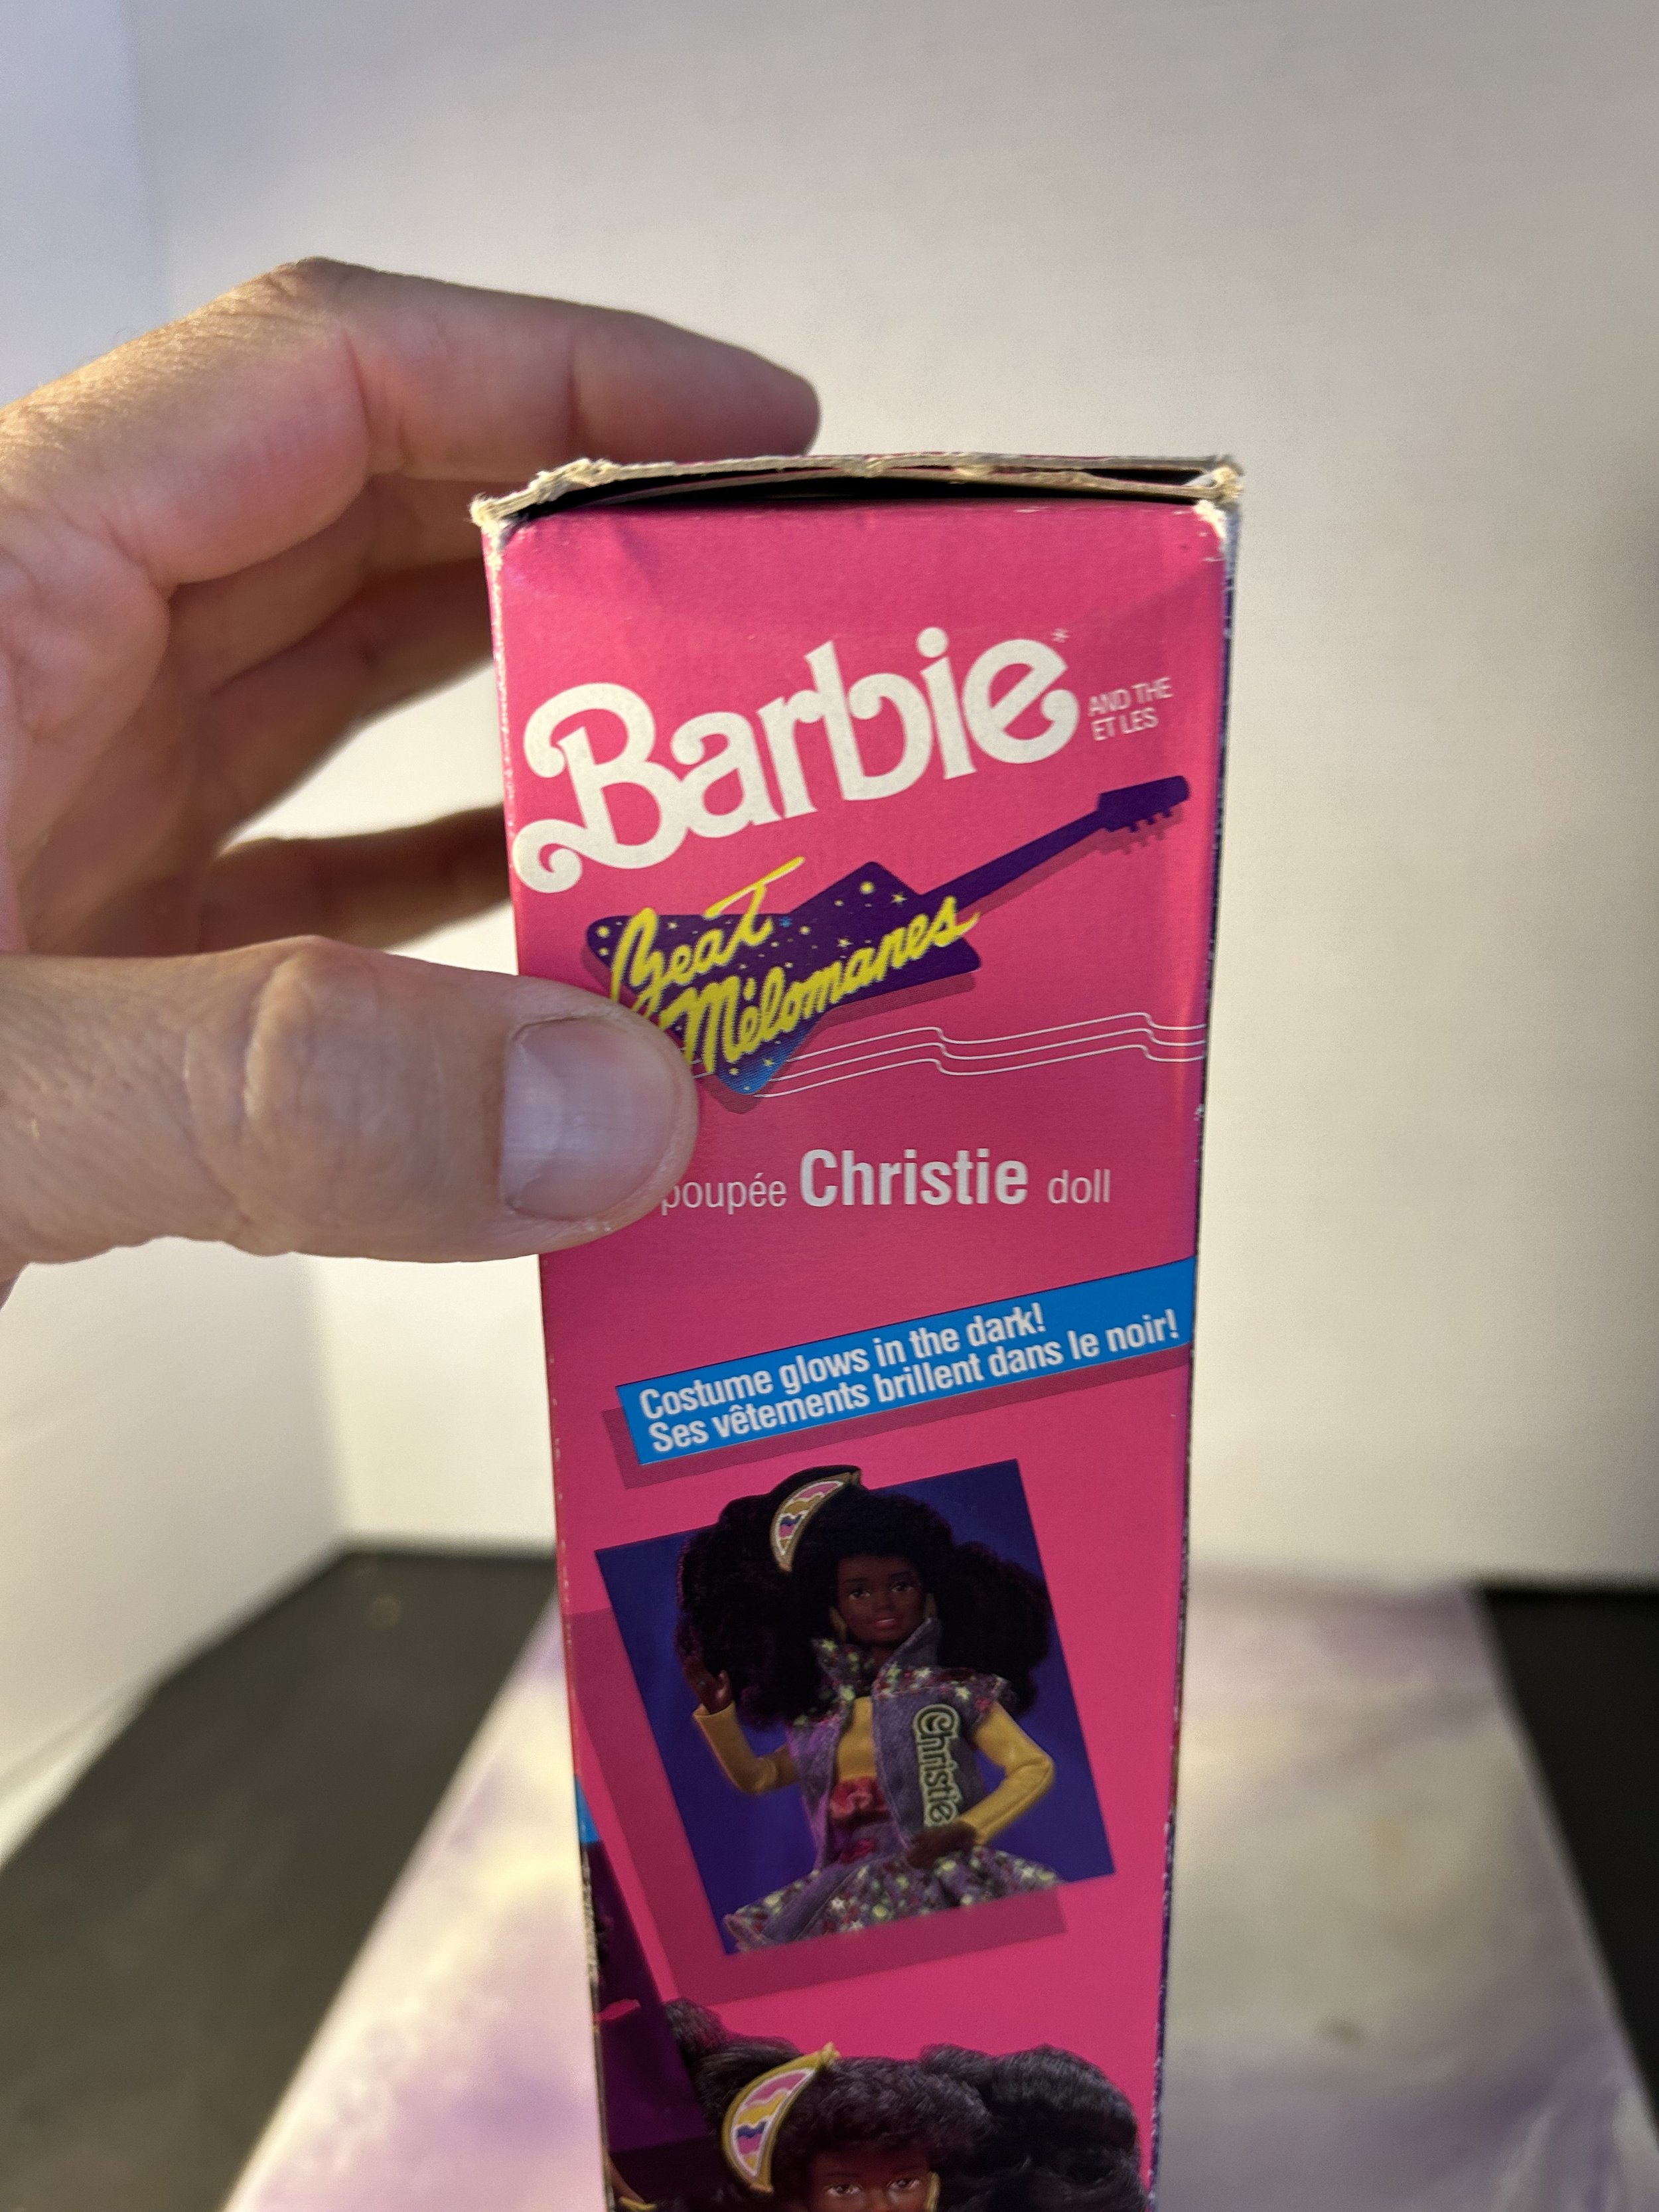 Barbie*
AND THE
ET LES
Beat
Mélomanes
poupée Christie doll
Costume glows in the dark!
Ses vêtements brillent dans le noir!
Christie